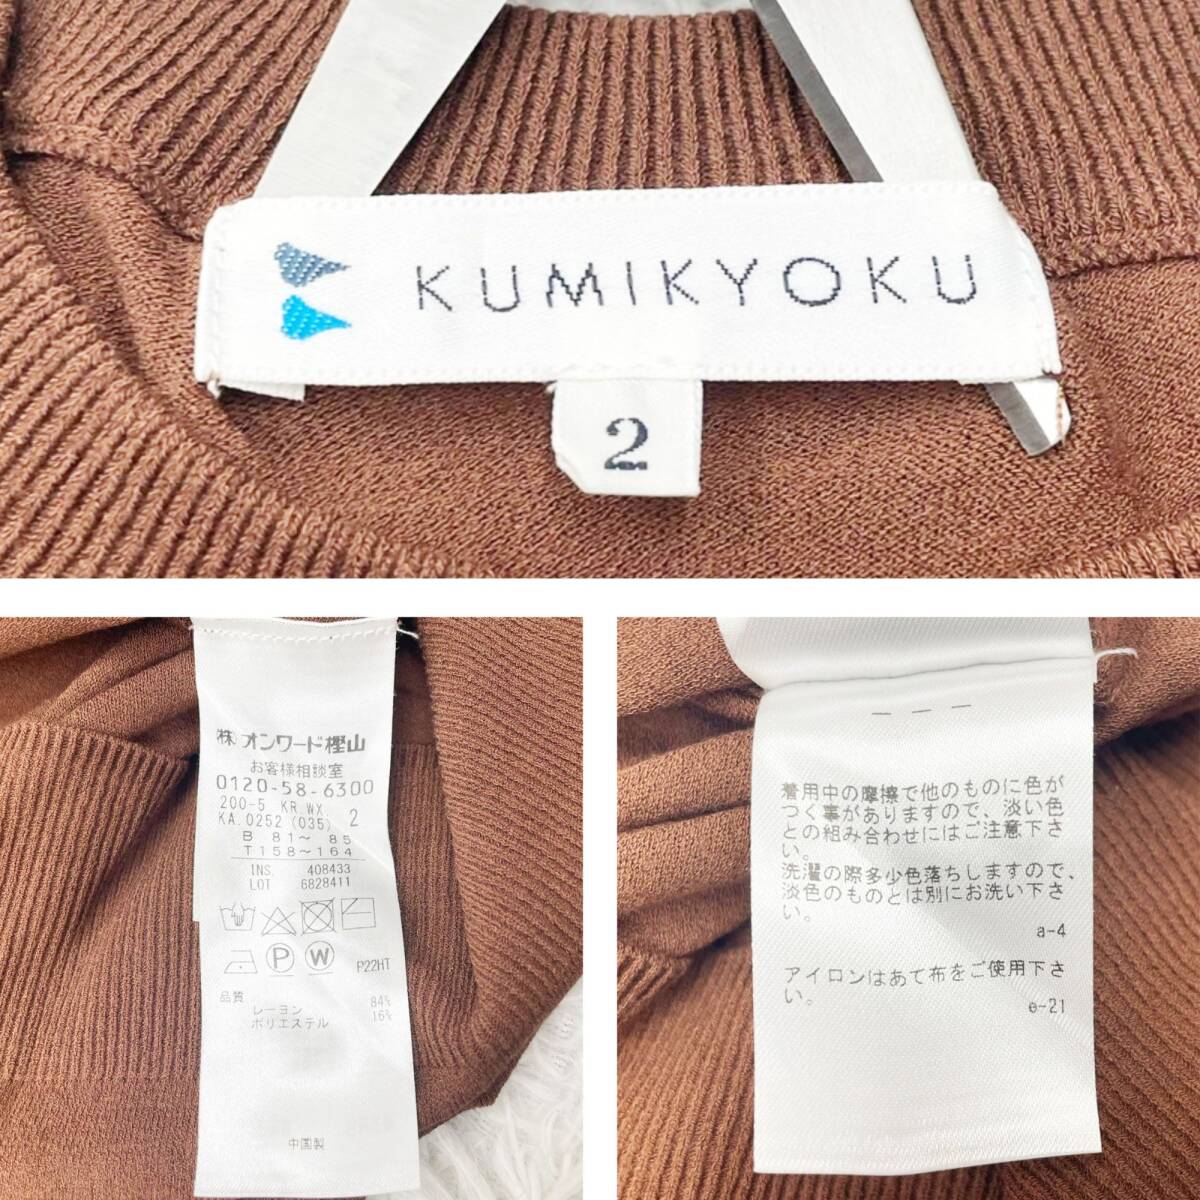 KUMIKYOKU
2
㈱オンワード樫山
お客様相談室
0120-58-6300
200-5 KR WX
KA.0252 (035) 2
B 81～ 85
T158～164
INS. 408433
LOT 6828411
P W P22HT
品質
レーヨン 84%
ポリエステル 16%
中国製
着用中の摩擦で他のものに色が
つく事がありますので、淡い色
との組み合わせにはご注意下さ
い。
洗濯の際多少色落ちしますので、
淡色のものとは別にお洗い下さ
い。
a-4
アイロンはあて布をご使用下さ
い。
e-21